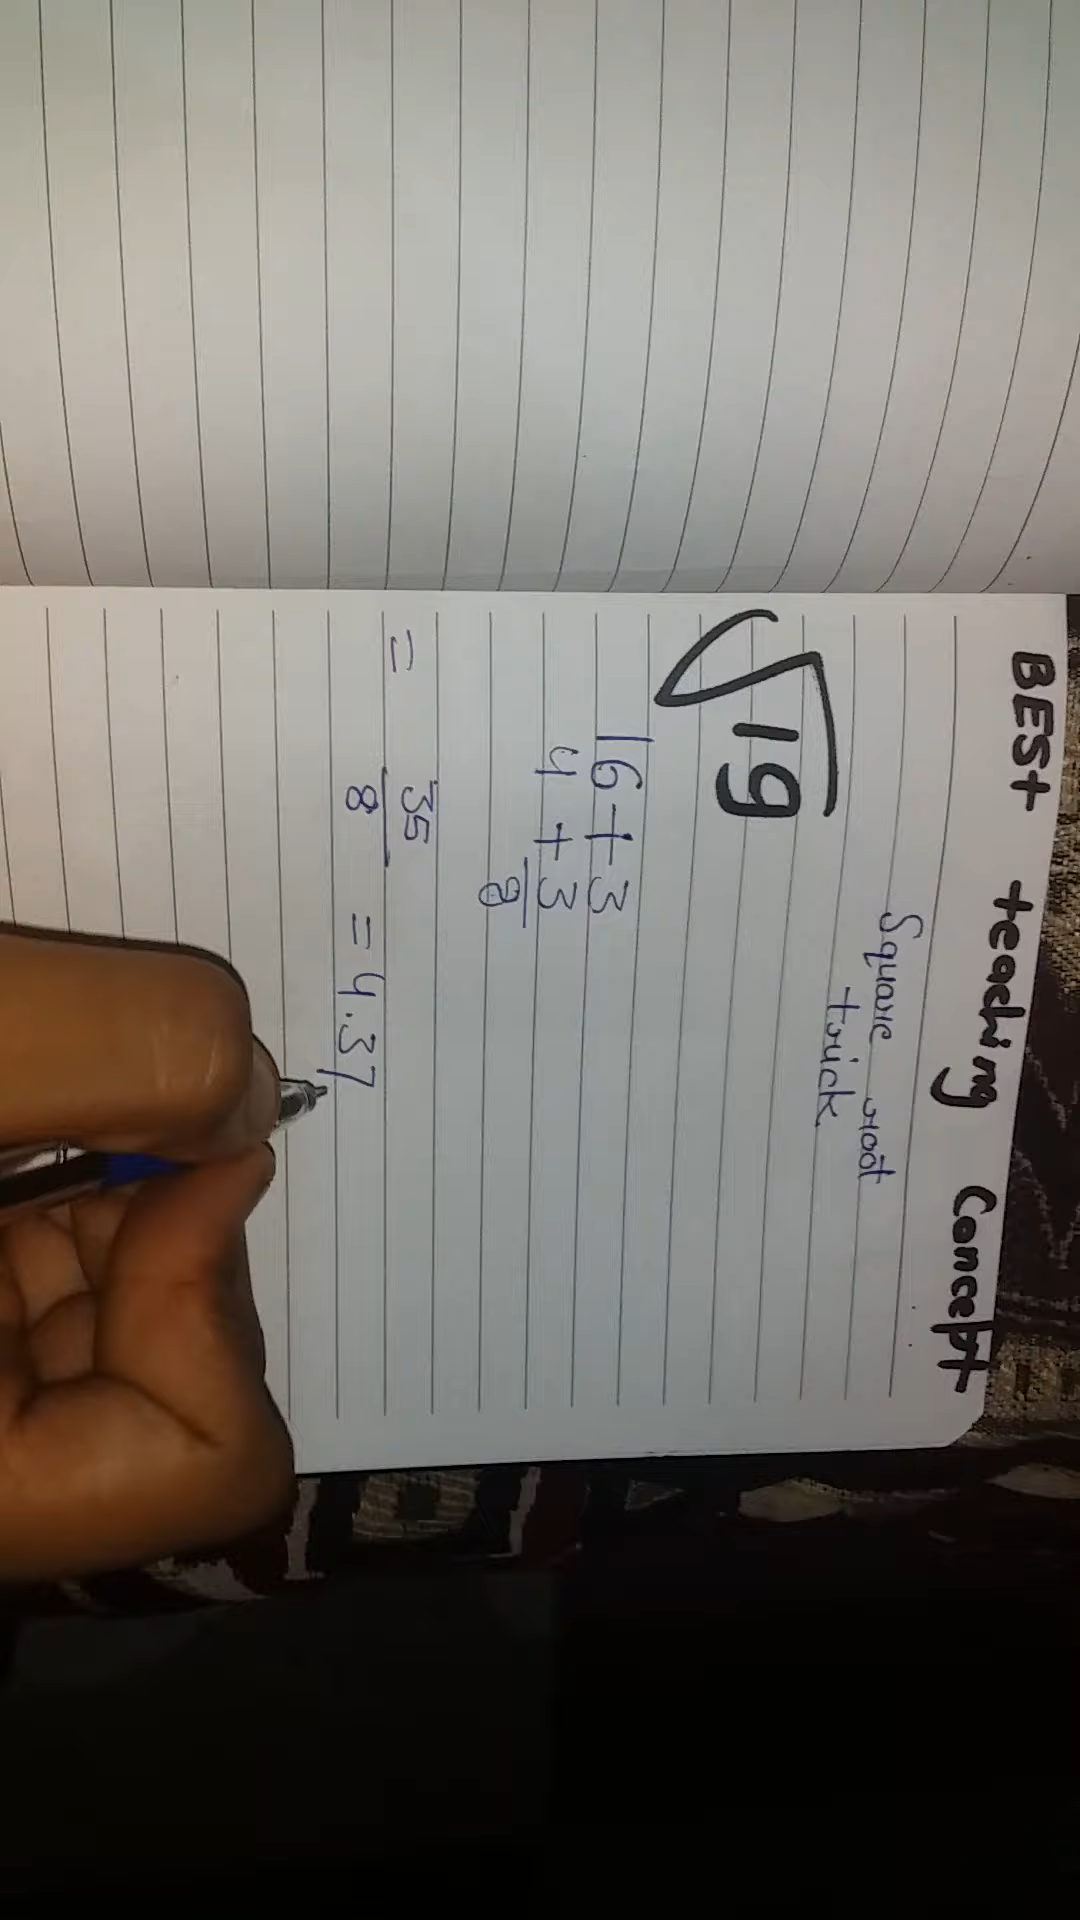 BESt teaching Concept
Square root
trick
√19
16 + 3
4 + 3
8
= 35
8 = 4.37